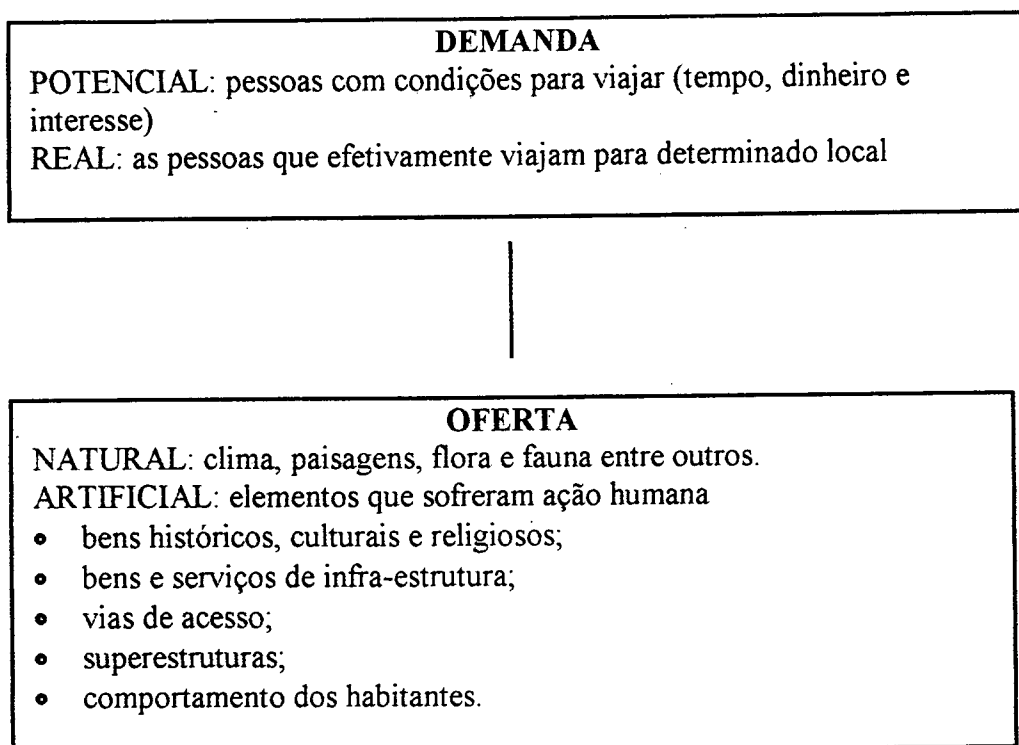 DEMANDA
POTENCIAL: pessoas com condições para viajar (tempo, dinheiro e
interesse)
REAL: as pessoas que efetivamente viajam para determinado local
OFERTA
NATURAL: clima, paisagens, flora e fauna entre outros.
ARTIFICIAL: elementos que sofreram ação humana
• bens históricos, culturais e religiosos;
• bens e serviços de infra-estrutura;
• vias de acesso;
• superestruturas;
• comportamento dos habitantes.